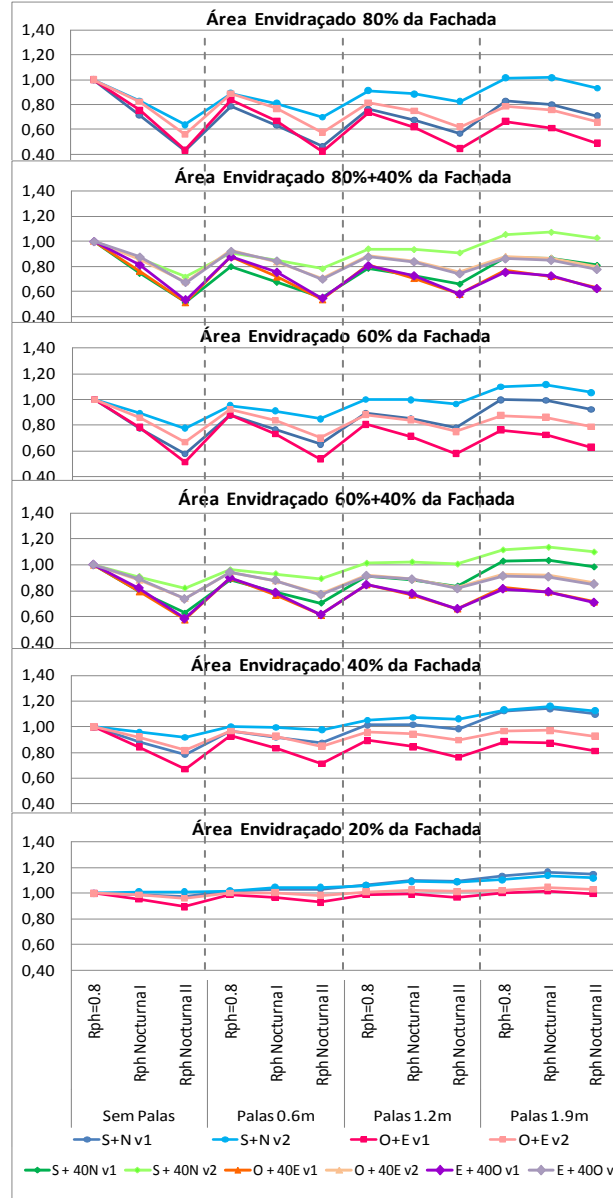 Área Envidraçado 80% da Fachada
1,40
1,20
1,00
0,80
0,60
0.40
Área Envidraçado 80%+40% da Fachada
1,40
1,20
1,00
0,80
0,60
0.40
Área Envidraçado 60% da Fachada
1,40
1,20
1,00
0,80
0,60
0.40
Área Envidraçado 60%+40% da Fachada
1,40
1,20
1,00
0,80
0,60
0.40
Área Envidraçado 40% da Fachada
1,40
1,20
1,00
0,80
0,60
0,40
Área Envidraçado 20% da Fachada
1,40
1,20
1,00
0,80
0,60
0,40
Rph=0.8
Rph Nocturna I
Rph Nocturna II
Rph=0.8
Rph Nocturna I
Rph Nocturna II
Rph=0.8
Rph Nocturna I
Rph Nocturna II
Rph=0.8
Rph Nocturna I
Rph Nocturna II
Sem Palas Palas 0.6m Palas 1.2m Palas 1.9m
S+N v1 S+N v2 O+E v1 O+E v2
S + 40N v1 S + 40N v2 O + 40E v1 O + 40E v2 E + 40O v1 E + 40O v